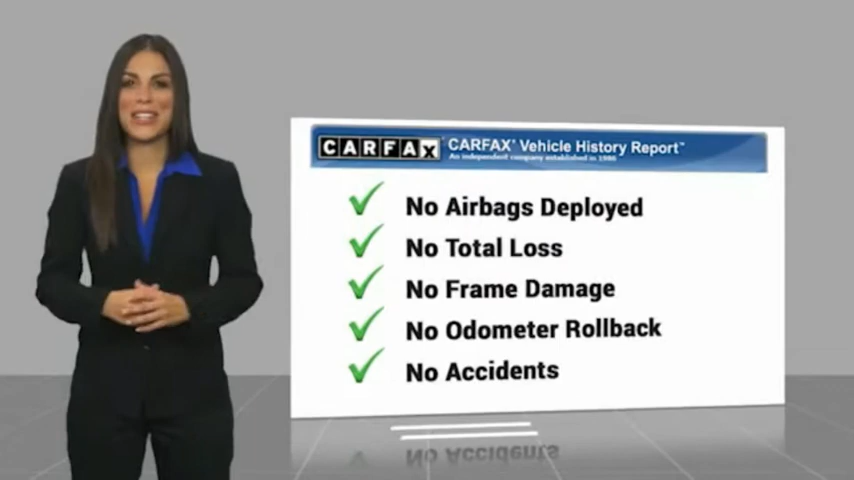 CARFAX
CARFAX® Vehicle History Report™
An independent company established in 1986
No Airbags Deployed
No Total Loss
No Frame Damage
No Odometer Rollback
No Accidents
No Accidents